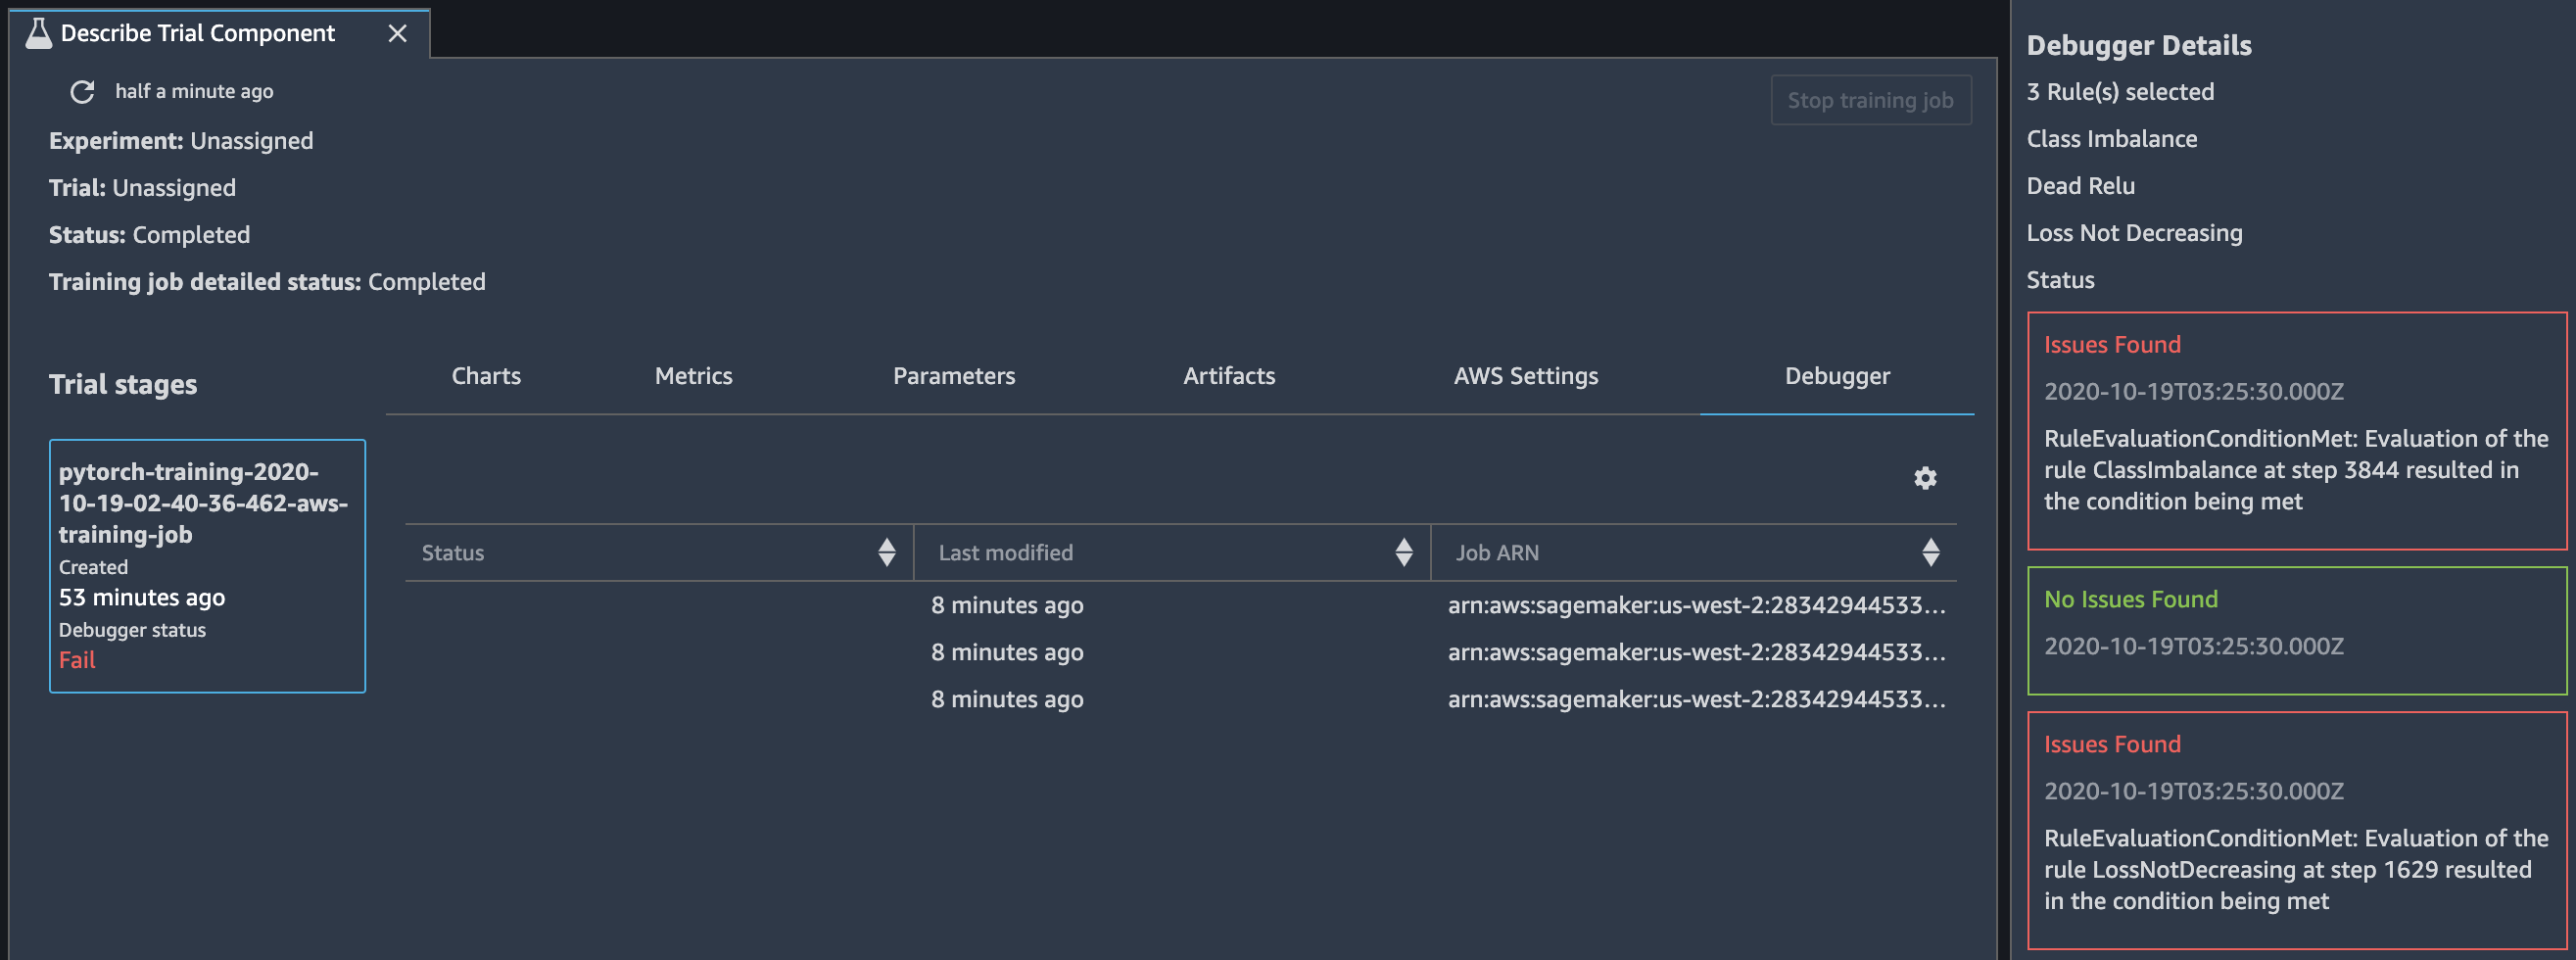 Describe Trial Component
half a minute ago
Stop training job
Experiment: Unassigned
Trial: Unassigned
Status: Completed
Training job detailed status: Completed
Trial stages
pytorch-training-2020-
10-19-02-40-36-462-aws-
training-job
Created
53 minutes ago
Debugger status
Fail
Charts Metrics Parameters Artifacts AWS Settings Debugger
Status Last modified Job ARN
8 minutes ago arn:aws:sagemaker:us-west-2:28342944533...
8 minutes ago arn:aws:sagemaker:us-west-2:28342944533...
8 minutes ago arn:aws:sagemaker:us-west-2:28342944533...
Debugger Details
3 Rule(s) selected
Class Imbalance
Dead Relu
Loss Not Decreasing
Status
Issues Found
2020-10-19T03:25:30.000Z
RuleEvaluationConditionMet: Evaluation of the
rule ClassImbalance at step 3844 resulted in
the condition being met
No Issues Found
2020-10-19T03:25:30.000Z
Issues Found
2020-10-19T03:25:30.000Z
RuleEvaluationConditionMet: Evaluation of the
rule LossNotDecreasing at step 1629 resulted
in the condition being met